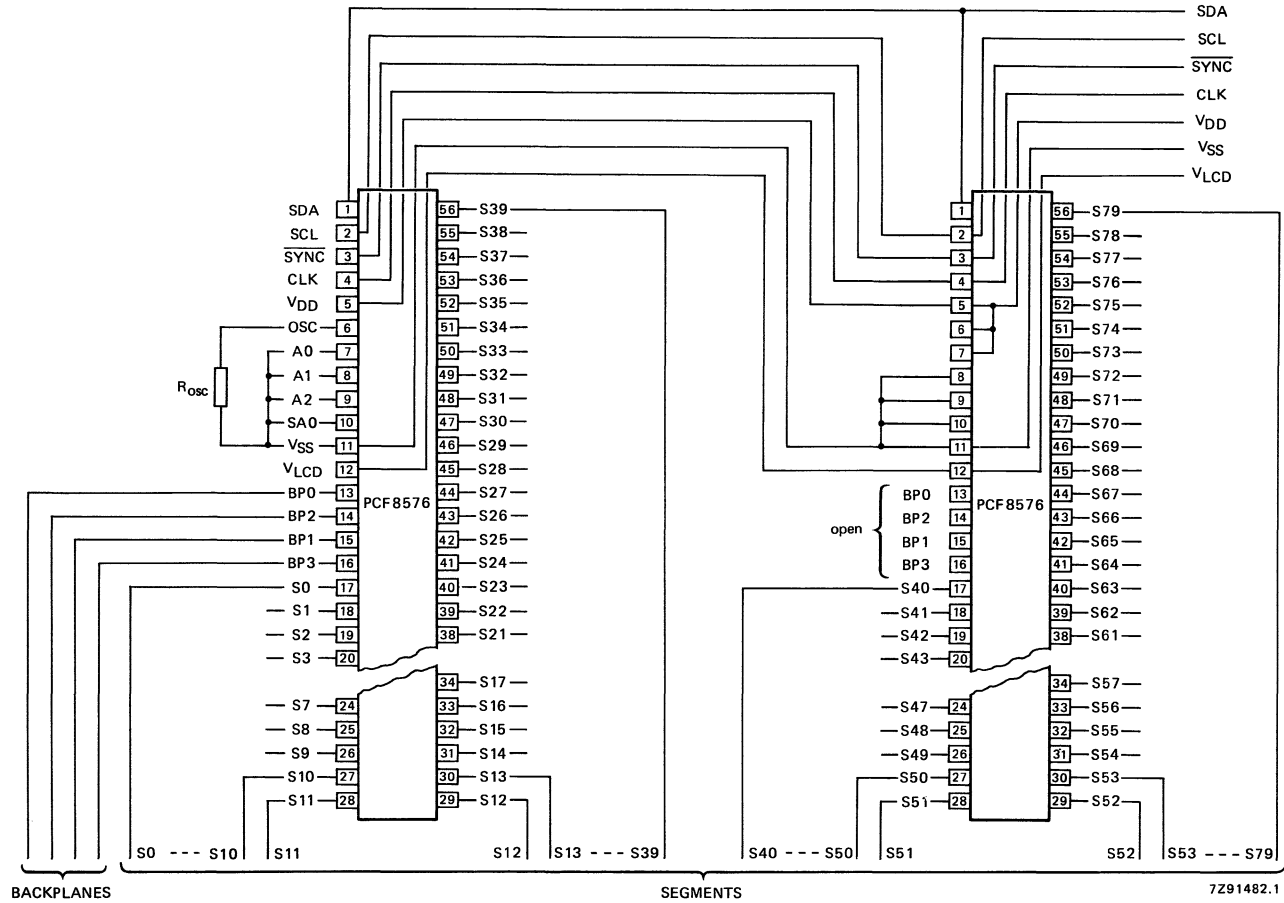 SDA
SCL
SYNC
CLK
VDD
VSS
VLCD
SDA 1
SCL 2
SYNC 3
CLK 4
VDD 5
OSC 6
A0 7
A1 8
A2 9
SA0 10
VSS 11
VLCD 12
BP0 13
BP2 14
BP1 15
BP3 16
S0 17
S1 18
S2 19
S3 20
S7 24
S8 25
S9 26
S10 27
S11 28
ROSC
PCF8576
56 S39
55 S38
54 S37
53 S36
52 S35
51 S34
50 S33
49 S32
48 S31
47 S30
46 S29
45 S28
44 S27
43 S26
42 S25
41 S24
40 S23
39 S22
38 S21
34 S17
33 S16
32 S15
31 S14
30 S13
29 S12
1
2
3
4
5
6
7
8
9
10
11
12
open
BP0 13
BP2 14
BP1 15
BP3 16
S40 17
S41 18
S42 19
S43 20
S47 24
S48 25
S49 26
S50 27
S51 28
PCF8576
56 S79
55 S78
54 S77
53 S76
52 S75
51 S74
50 S73
49 S72
48 S71
47 S70
46 S69
45 S68
44 S67
43 S66
42 S65
41 S64
40 S63
39 S62
38 S61
34 S57
33 S56
32 S55
31 S54
30 S53
29 S52
S0 --- S10 S11 S12 S13 --- S39 S40 --- S50 S51 S52 S53 --- S79
BACKPLANES
SEGMENTS
7Z91482.1